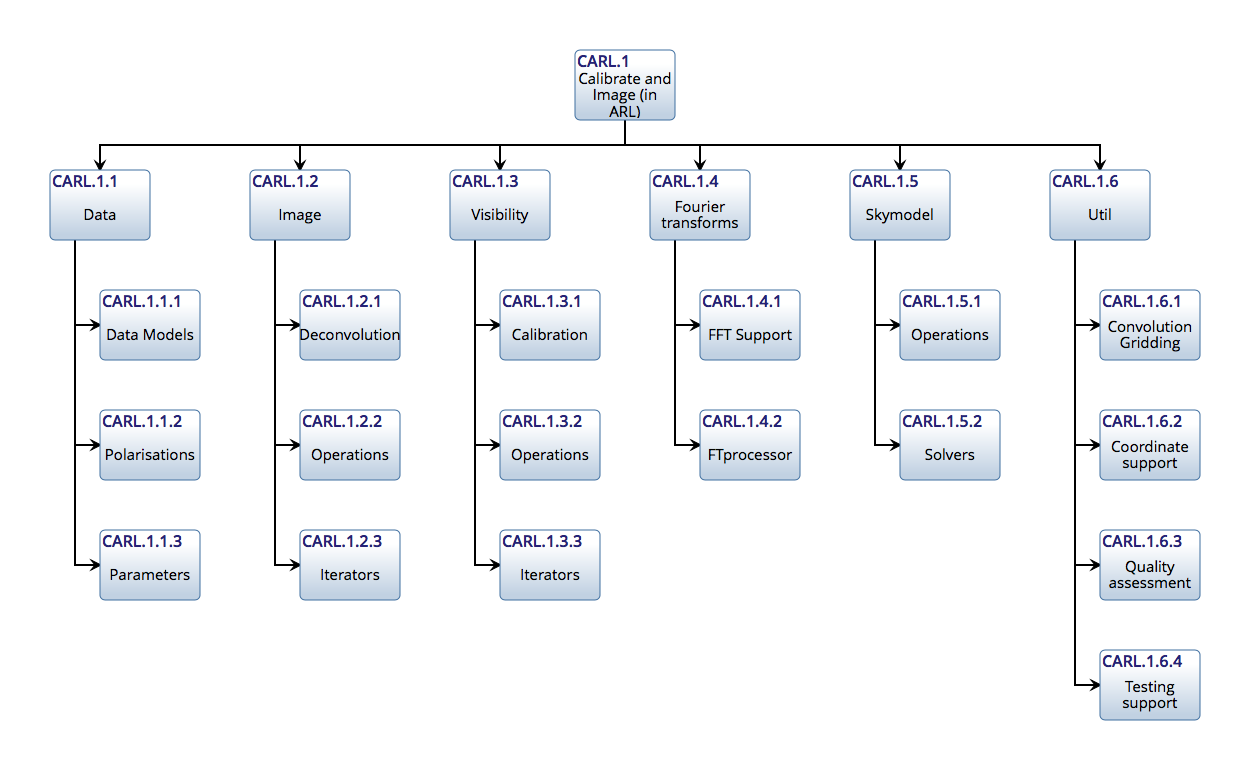 CARL.1
Calibrate and
Image (in
ARL)
CARL.1.1
Data
CARL.1.2
Image
CARL.1.3
Visibility
CARL.1.4
Fourier
transforms
CARL.1.5
Skymodel
CARL.1.6
Util
CARL.1.1.1
Data Models
CARL.1.2.1
Deconvolution
CARL.1.3.1
Calibration
CARL.1.4.1
FFT Support
CARL.1.5.1
Operations
CARL.1.6.1
Convolution
Gridding
CARL.1.1.2
Polarisations
CARL.1.2.2
Operations
CARL.1.3.2
Operations
CARL.1.4.2
FTprocessor
CARL.1.5.2
Solvers
CARL.1.6.2
Coordinate
support
CARL.1.1.3
Parameters
CARL.1.2.3
Iterators
CARL.1.3.3
Iterators
CARL.1.6.3
Quality
assessment
CARL.1.6.4
Testing
support